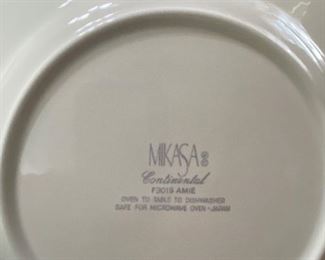 MIKASA
Continental
F3019 AMIE
OVEN TO TABLE TO DISHWASHER
SAFE FOR MICROWAVE OVEN - JAPAN